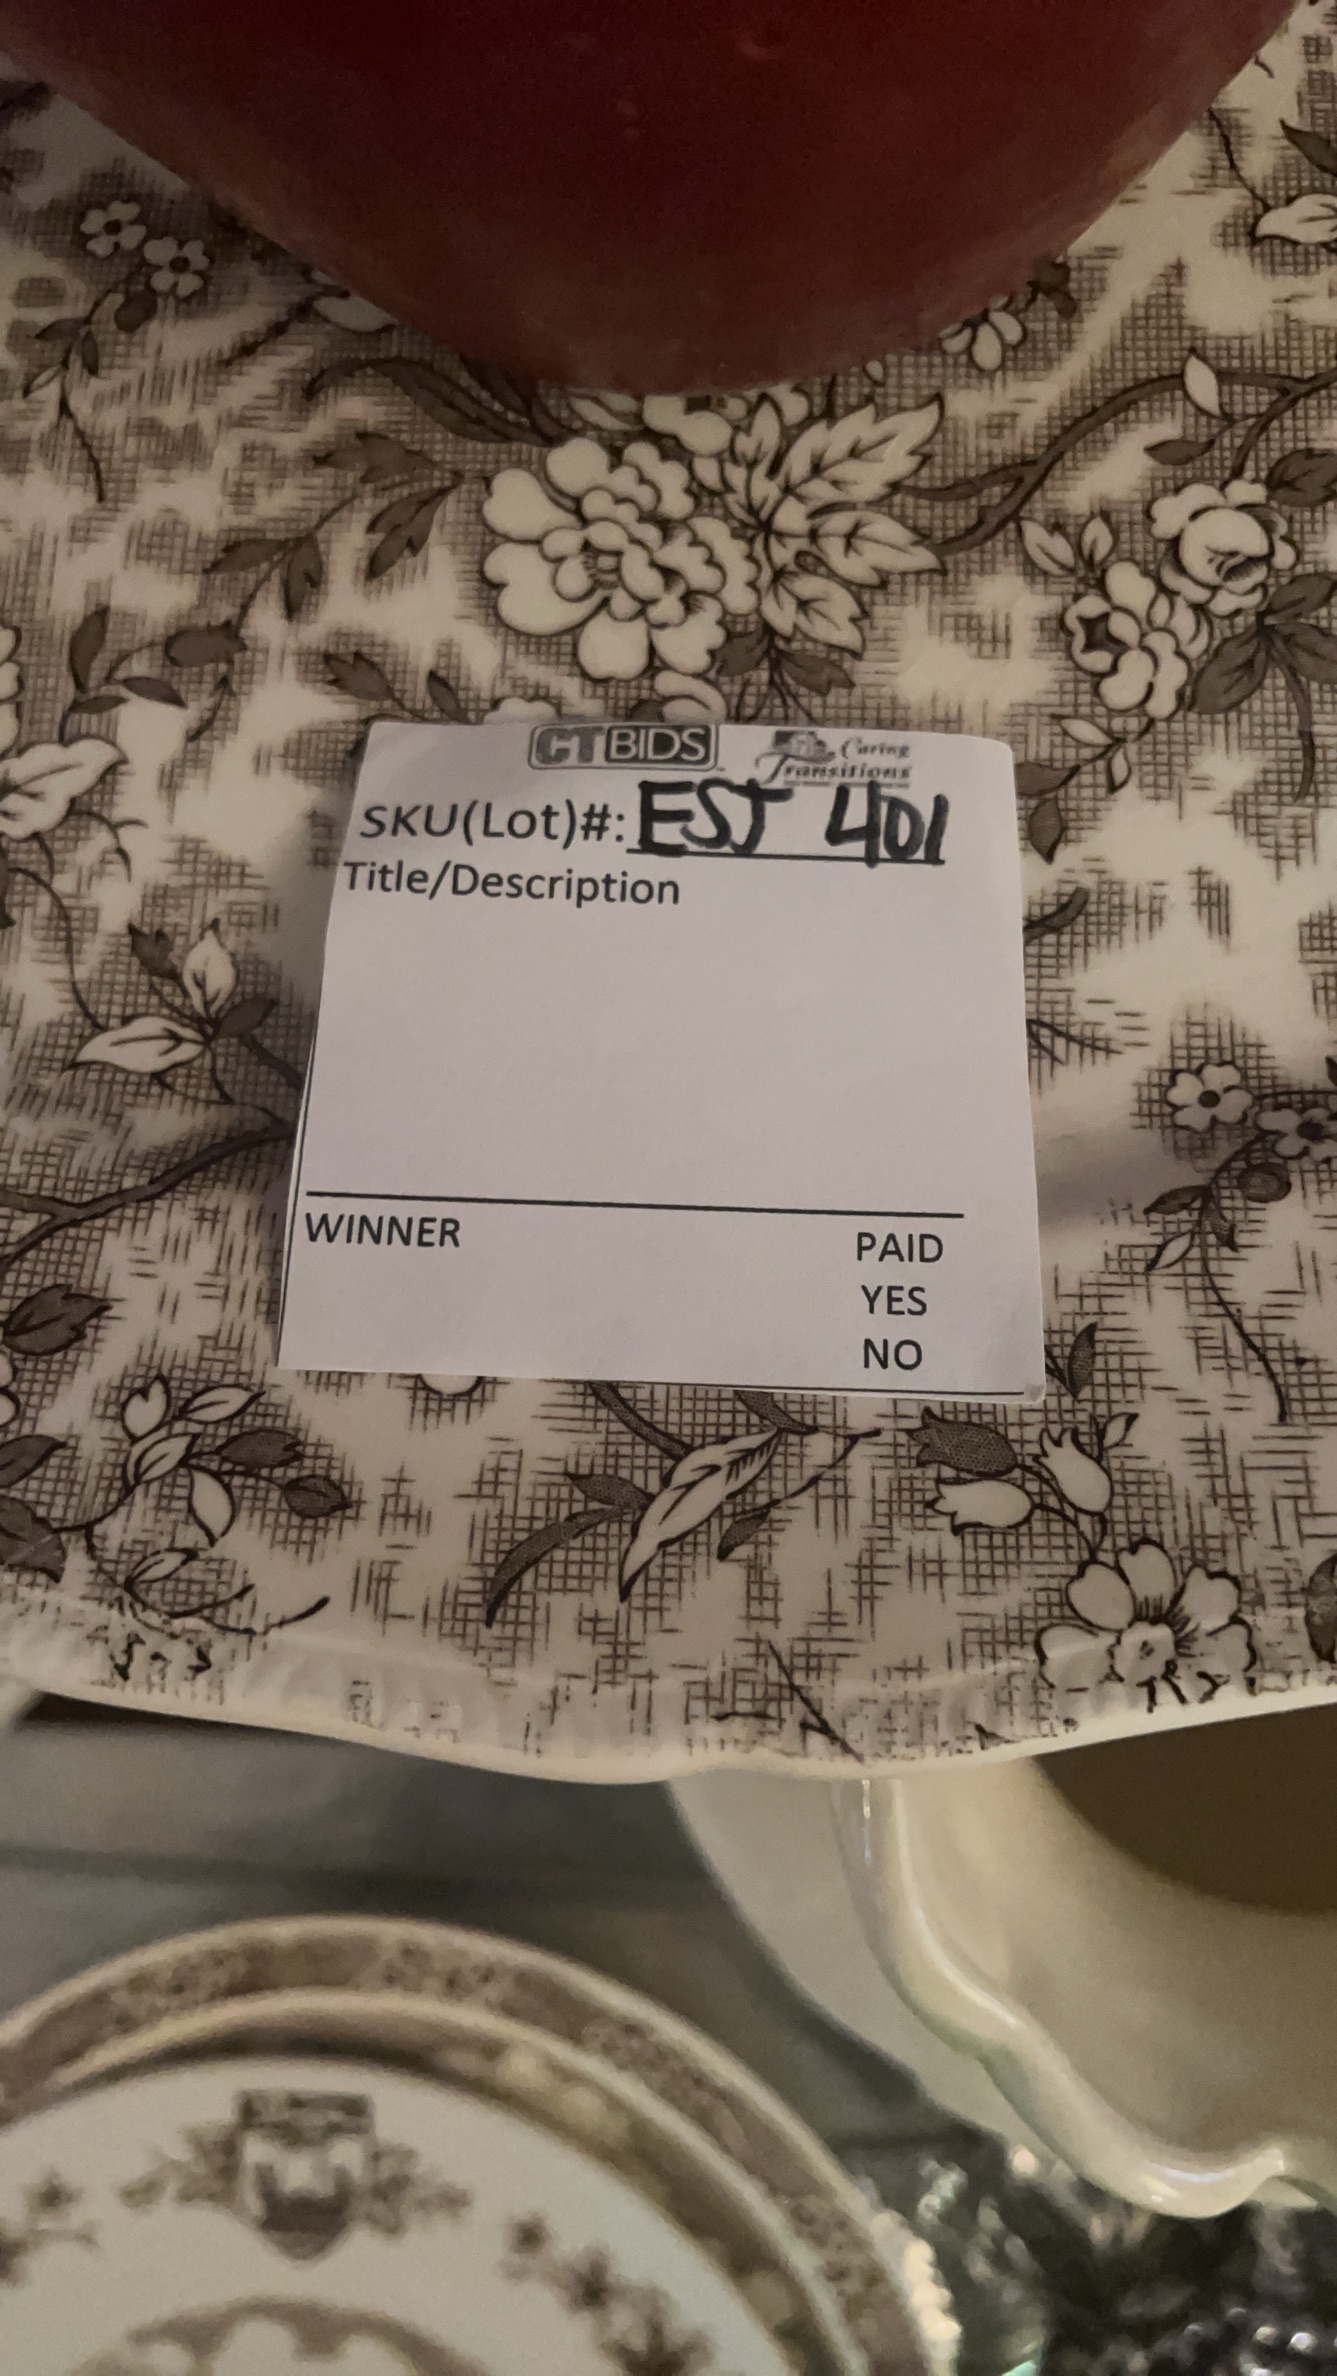 CTBIDS Caring Transitions
SKU(Lot)#: ESJ 401
Title/Description
WINNER PAID
YES
NO